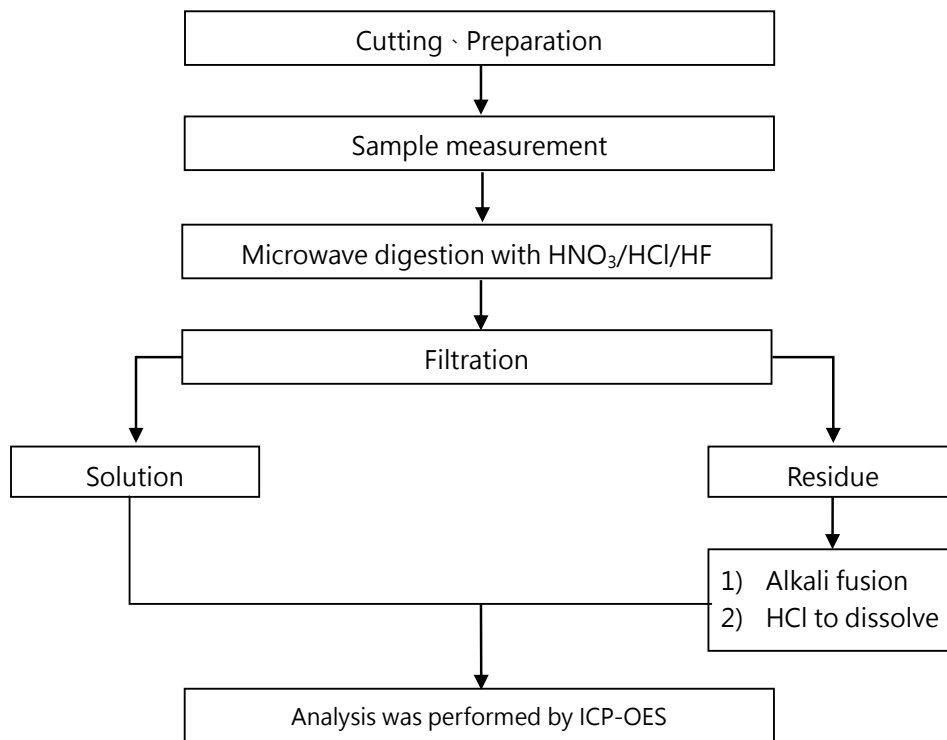 Cutting、Preparation
Sample measurement
Microwave digestion with HNO₃/HCl/HF
Filtration
Solution
Residue
1) Alkali fusion
2) HCl to dissolve
Analysis was performed by ICP-OES